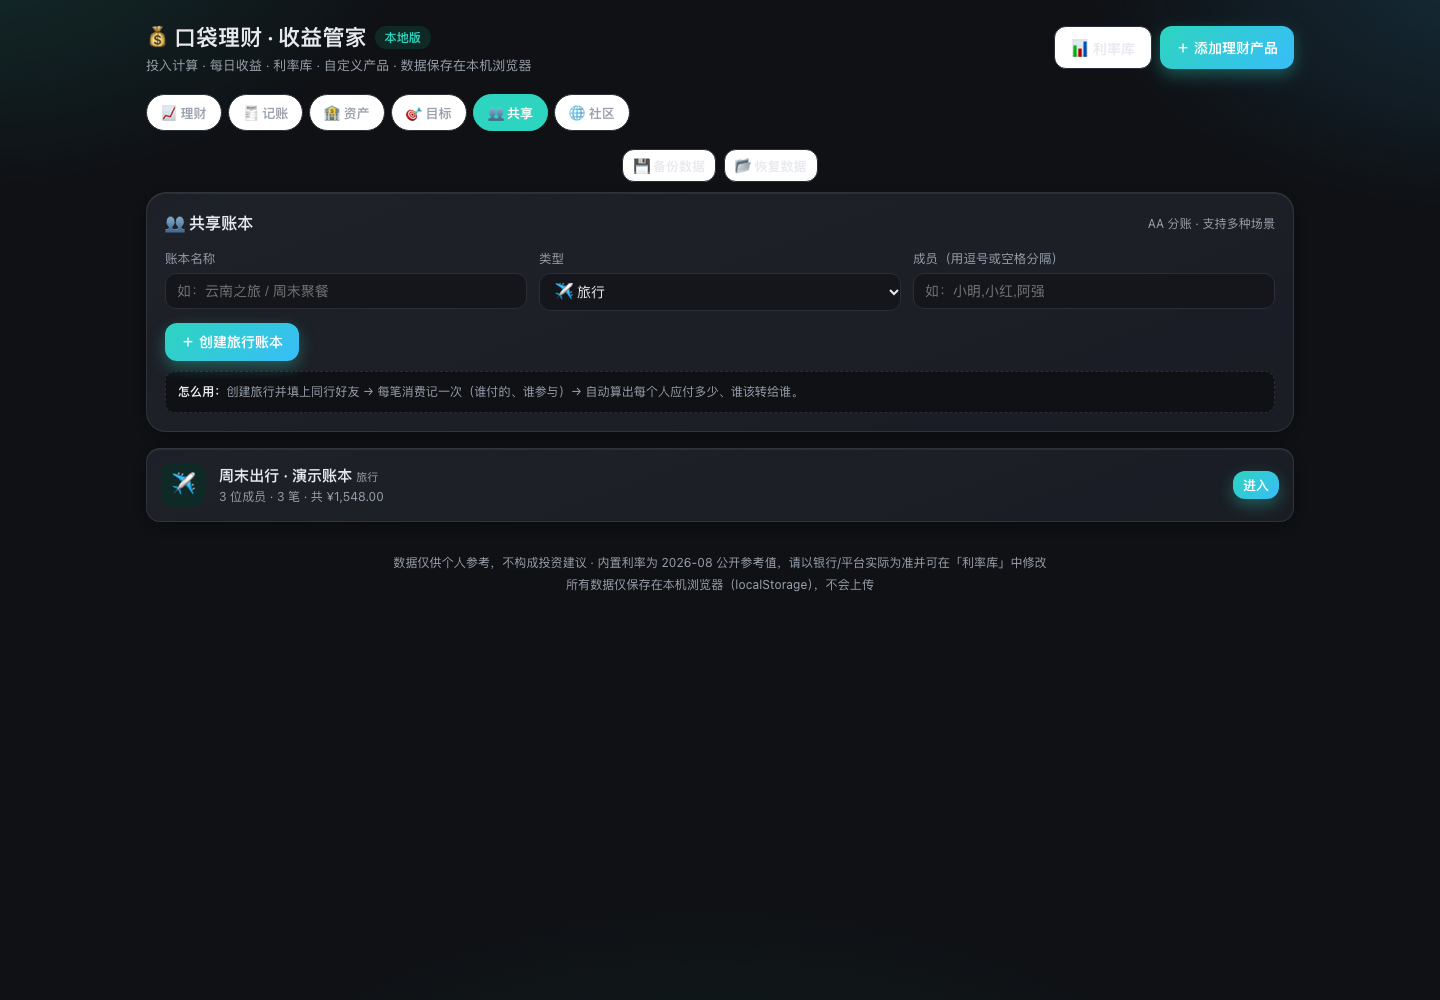 口袋理财 · 收益管家 本地版
投入计算 · 每日收益 · 利率库 · 自定义产品 · 数据保存在本机浏览器
利率库
+ 添加理财产品
理财 记账 资产 目标 共享 社区
备份数据 恢复数据
共享账本
AA 分账 · 支持多种场景
账本名称 类型 成员（用逗号或空格分隔）
如：云南之旅 / 周末聚餐 旅行 如：小明,小红,阿强
+ 创建旅行账本
怎么用：创建旅行并填上同行好友 → 每笔消费记一次（谁付的、谁参与）→ 自动算出每个人应付多少、谁该转给谁。
周末出行 · 演示账本 旅行
3 位成员 · 3 笔 · 共 ¥1,548.00
进入
数据仅供个人参考，不构成投资建议 · 内置利率为 2026-08 公开参考值，请以银行/平台实际为准并可在「利率库」中修改
所有数据仅保存在本机浏览器（localStorage），不会上传